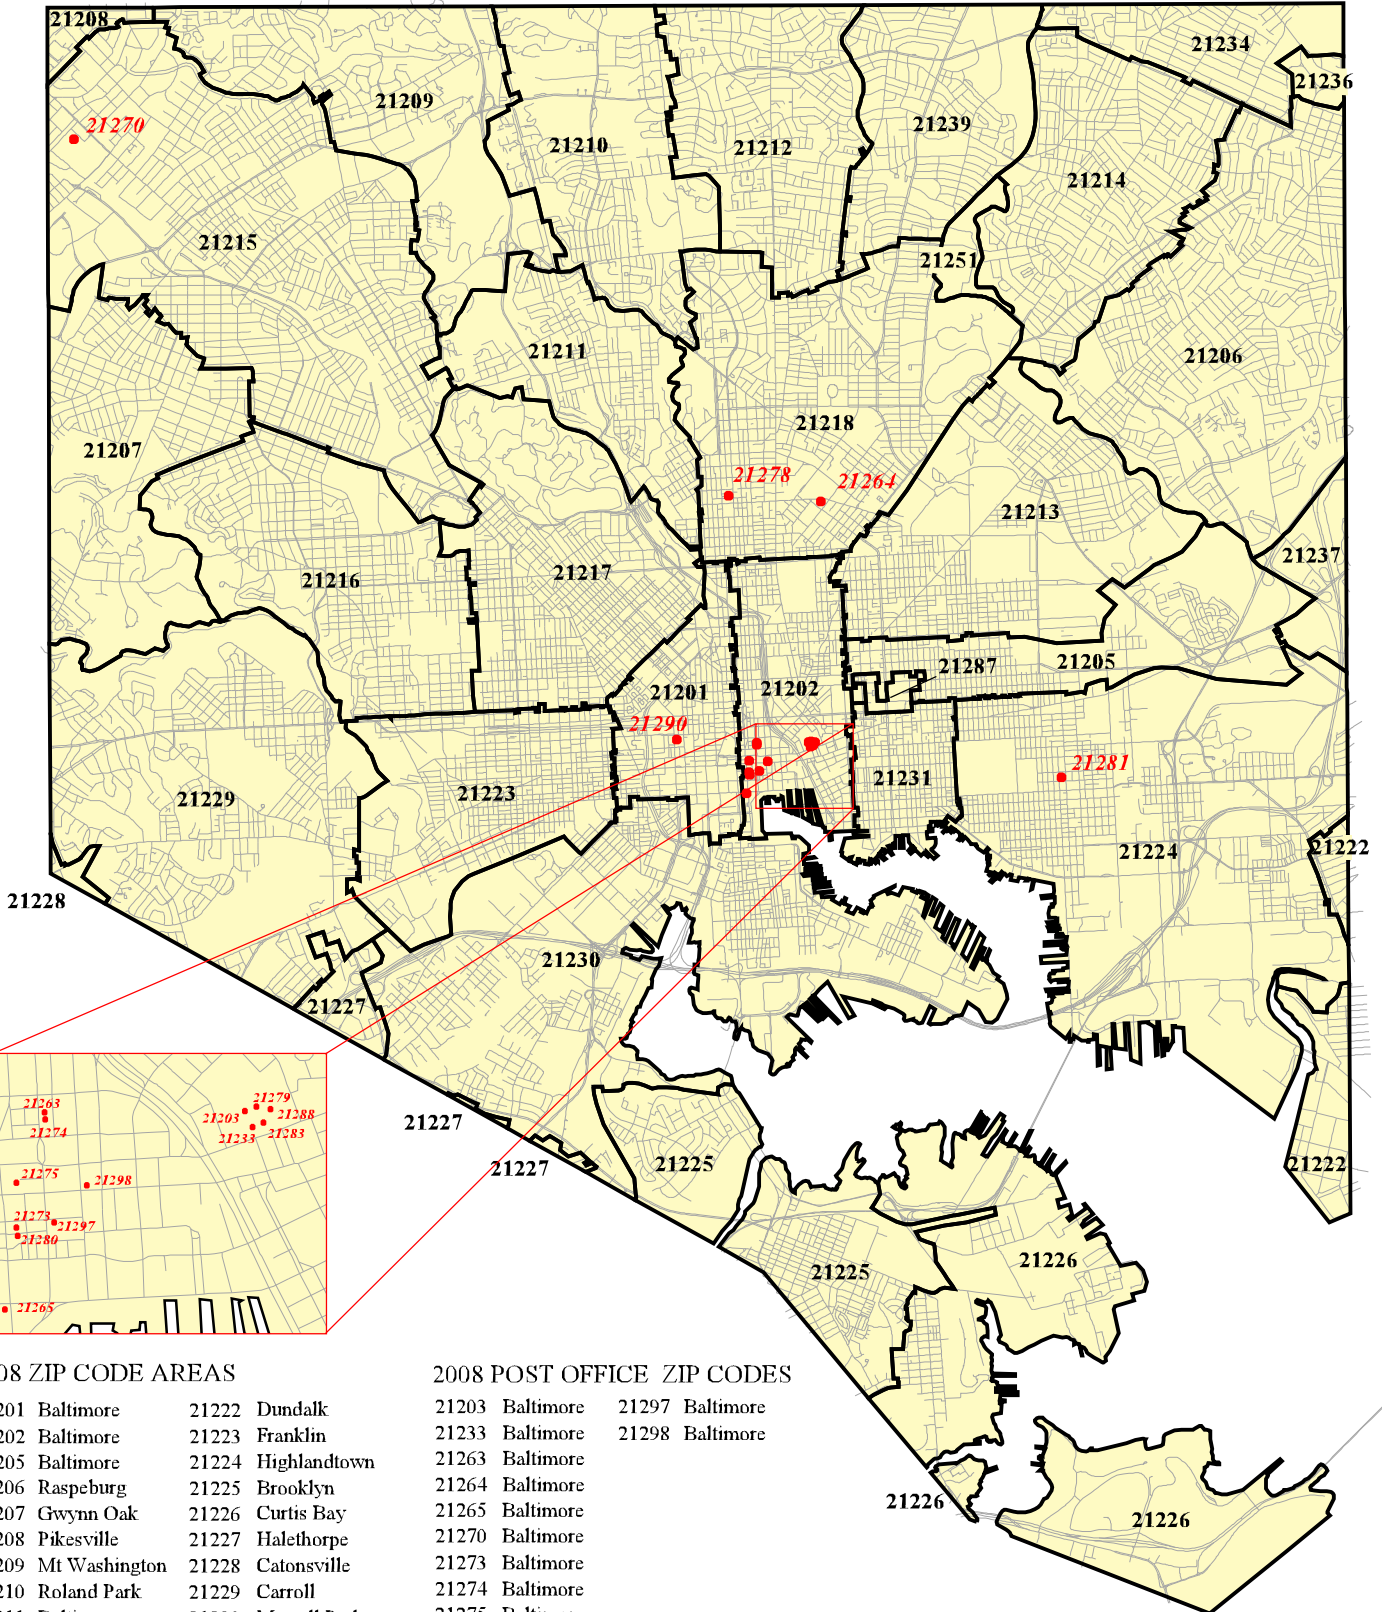 21208
21234
21236
21209
21270
21239
21210
21212
21214
21215
21251
21211
21206
21218
21207
21278
21264
21213
21237
21217
21216
21287
21205
21201
21202
21290
21281
21231
21223
21229
21224
21222
21228
21230
21227
21263
21279
21203
21288
21274
21233
21283
21227
21227
21225
21222
21275
21298
21273
21297
21280
21226
21225
21265
08 ZIP CODE AREAS
201 Baltimore
202 Baltimore
205 Baltimore
206 Raspeburg
207 Gwynn Oak
208 Pikesville
209 Mt Washington
210 Roland Park
21222 Dundalk
21223 Franklin
21224 Highlandtown
21225 Brooklyn
21226 Curtis Bay
21227 Halethorpe
21228 Catonsville
21229 Carroll
2008 POST OFFICE ZIP CODES
21203 Baltimore
21233 Baltimore
21263 Baltimore
21264 Baltimore
21265 Baltimore
21270 Baltimore
21273 Baltimore
21274 Baltimore
21275
21297 Baltimore
21298 Baltimore
21226
21226